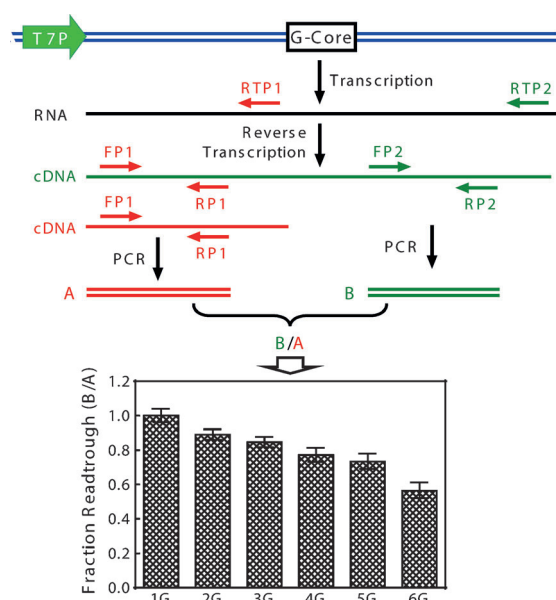 T7P
G-Core
Transcription
RTP1
RTP2
RNA
Reverse
Transcription
FP1
FP2
cDNA
RP1
RP2
FP1
cDNA
RP1
PCR
PCR
A
B
B/A
Fraction Readtrough (B/A)
1.2
1.0
0.8
0.6
0.4
0.2
0.0
1G 2G 3G 4G 5G 6G